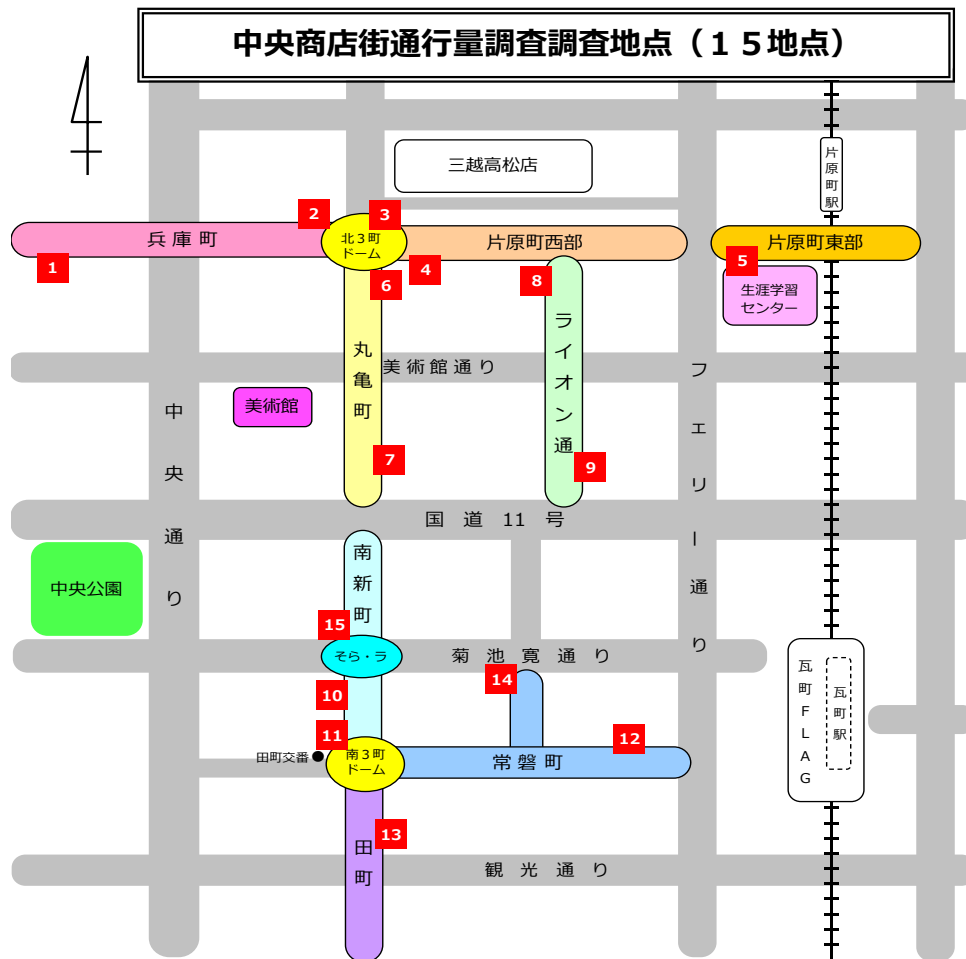 中央商店街通行量調査調査地点（１５地点）
三越高松店
片原町駅
2
3
兵庫町
北３町
ドーム
片原町西部
片原町東部
1
4
5
6
8
生涯学習
センター
丸亀町
ライオン通
美術館通り
フェリー通り
美術館
中央通り
7
9
国道11号
南新町
中央公園
15
そら・ラ
菊池寛通り
瓦町FLAG
瓦町駅
10
14
11
12
田町交番
南３町
ドーム
常磐町
13
田町
観光通り